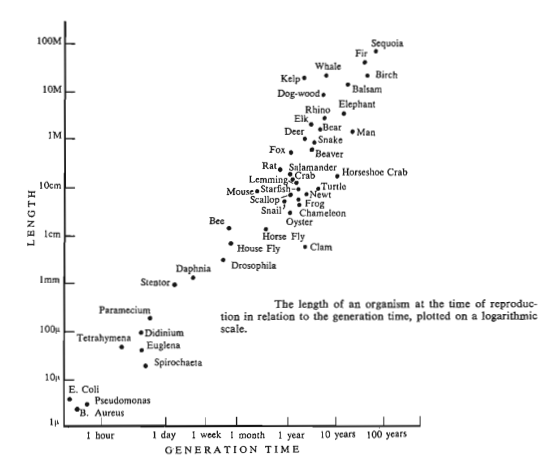 100M
10M
1M
10cm
1cm
1mm
100µ
10µ
1µ
LENGTH
Sequoia
Fir
Whale
Birch
Kelp
Balsam
Dog-wood
Elephant
Rhino
Elk
Bear
Man
Deer
Snake
Fox
Beaver
Rat
Salamander
Horseshoe Crab
Crab
Lemming
Starfish
Turtle
Mouse
Newt
Scallop
Frog
Snail
Chameleon
Oyster
Bee
Horse Fly
House Fly
Clam
Drosophila
Daphnia
Stentor
The length of an organism at the time of reproduc-
tion in relation to the generation time, plotted on a logarithmic
scale.
Paramecium
Didinium
Tetrahymena
Euglena
Spirochaeta
E. Coli
Pseudomonas
B. Aureus
1 hour 1 day 1 week 1 month 1 year 10 years 100 years
GENERATION TIME